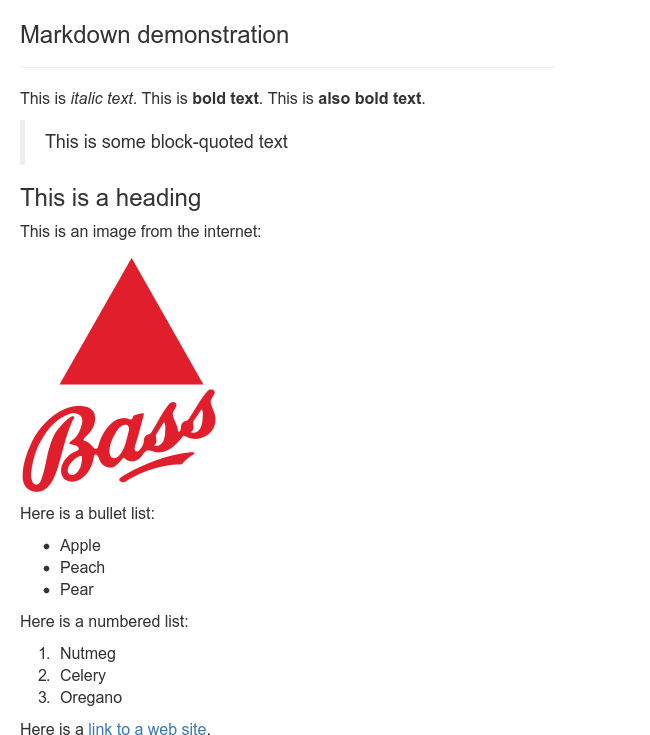 Markdown demonstration
This is italic text. This is bold text. This is also bold text.
This is some block-quoted text
This is a heading
This is an image from the internet:
Bass
Here is a bullet list:
• Apple
• Peach
• Pear
Here is a numbered list:
1. Nutmeg
2. Celery
3. Oregano
Here is a link to a web site.